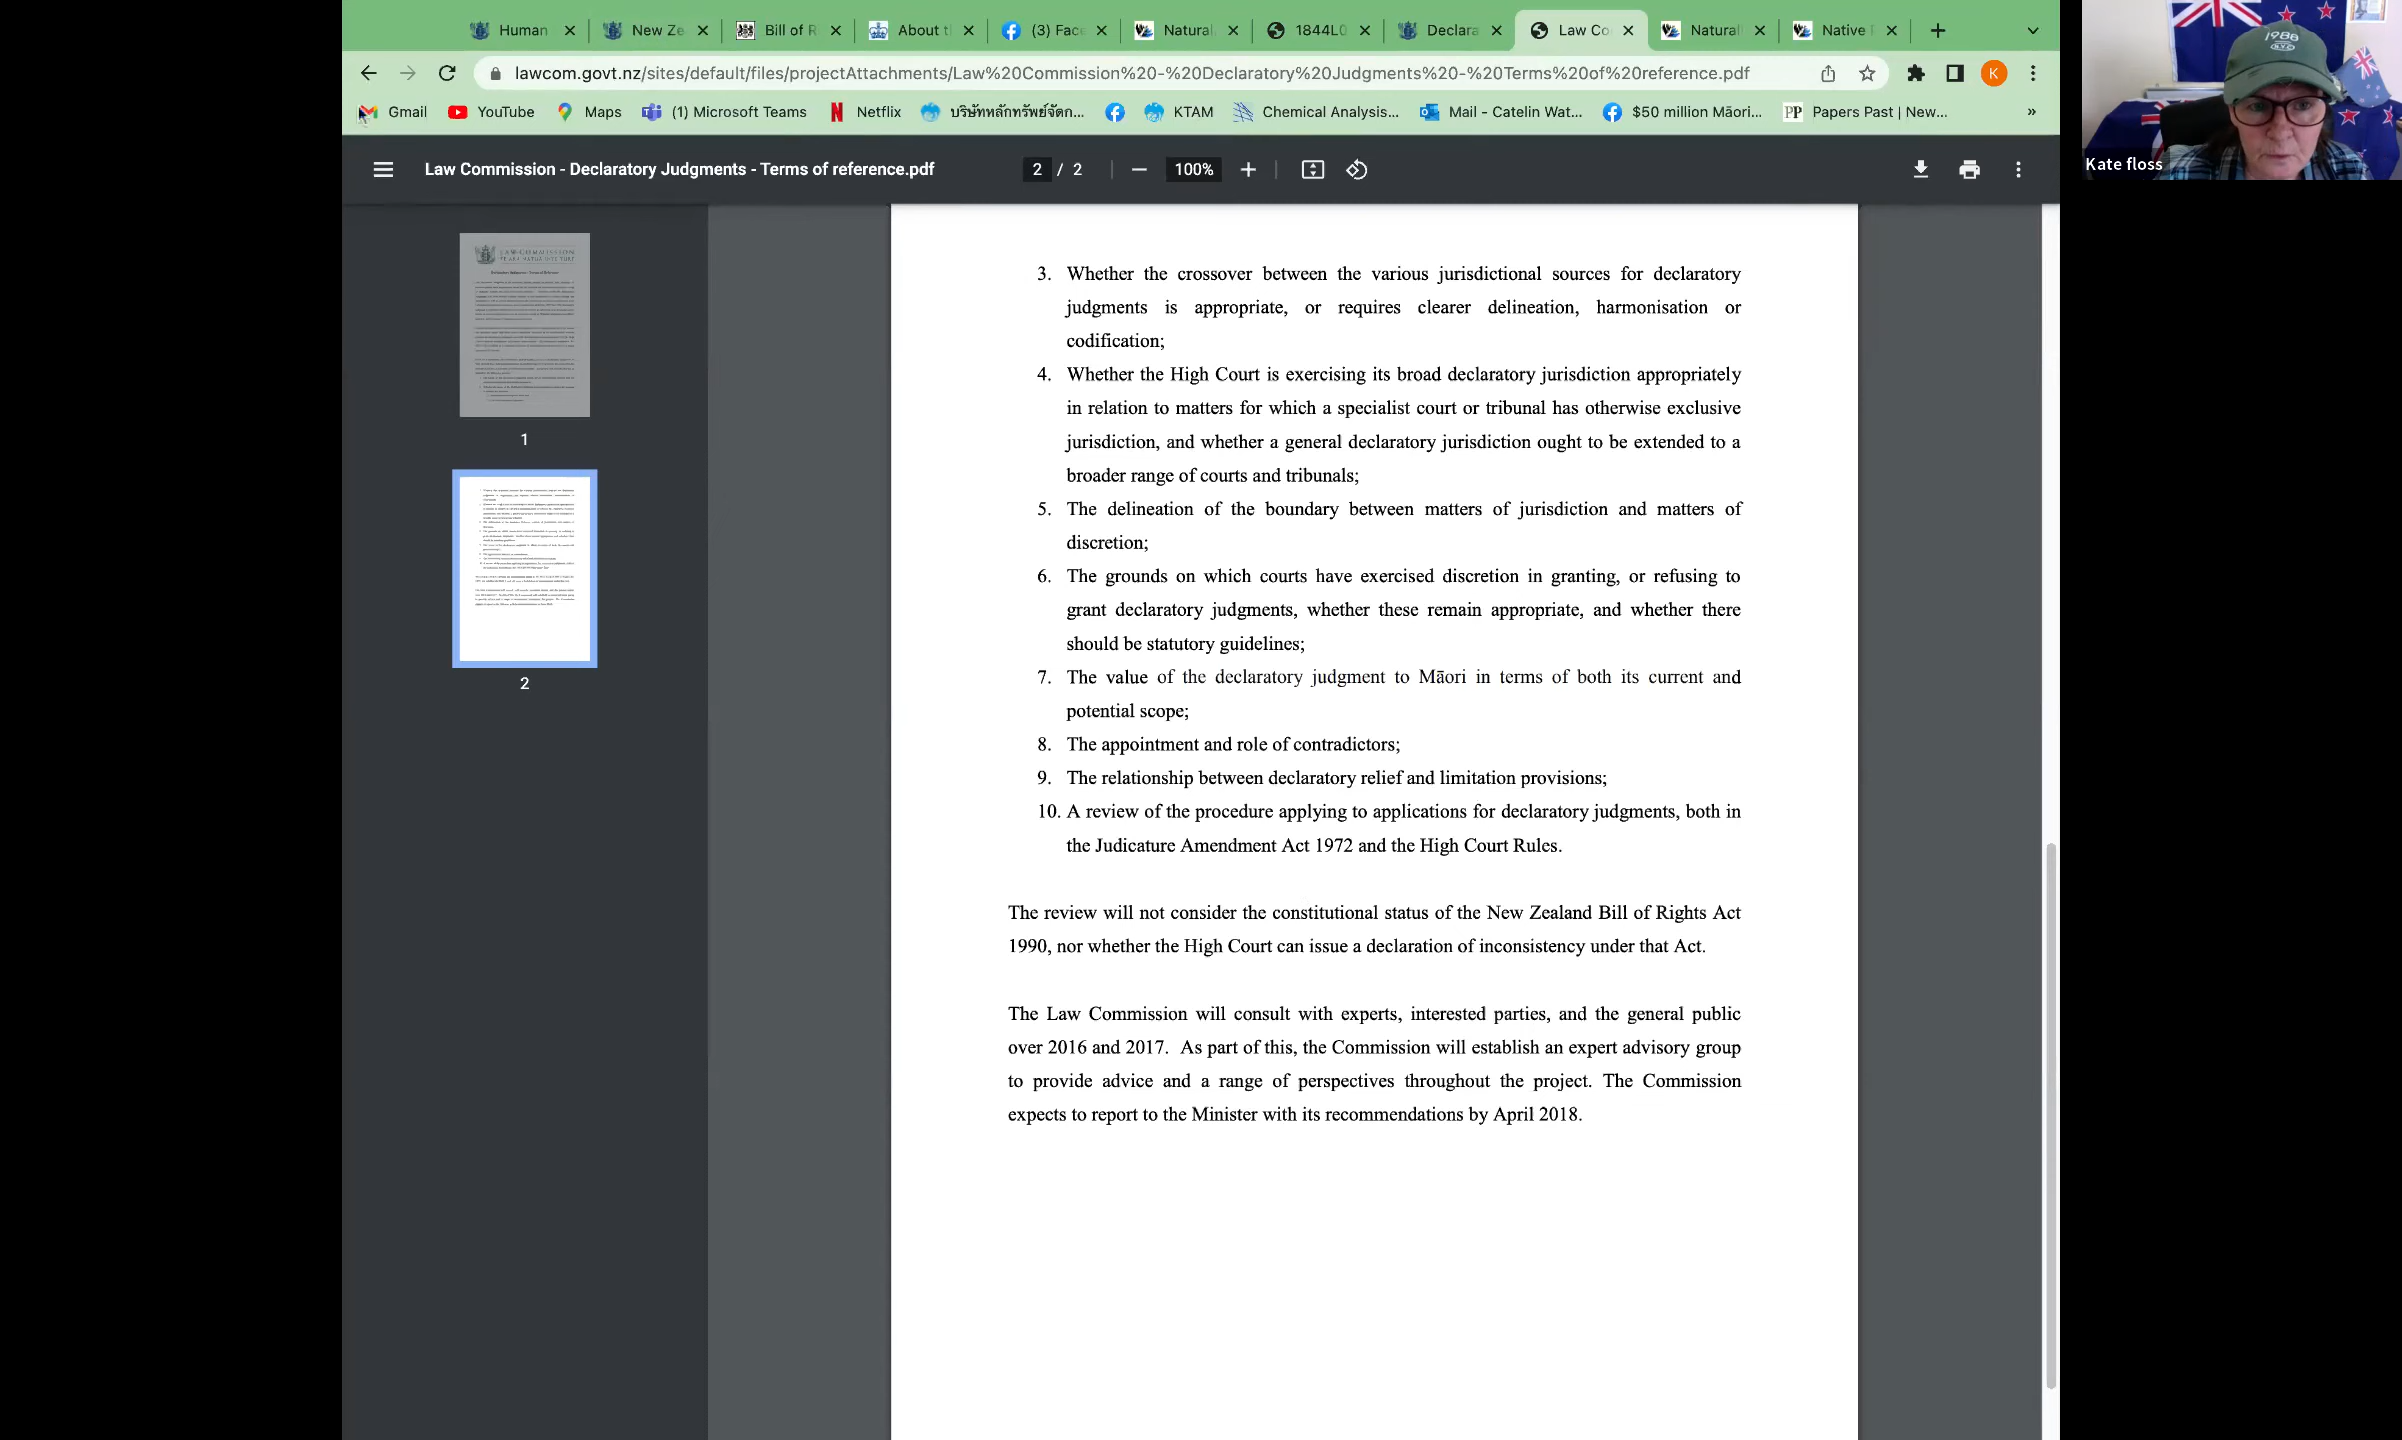 Human
New Ze
Bill of R
About t
(3) Face
Natural
1844L0
Declara
Law Co
Natural
Native
lawcom.govt.nz/sites/default/files/projectAttachments/Law%20Commission%20-%20Declaratory%20Judgments%20-%20Terms%20of%20reference.pdf
K
Gmail
YouTube
Maps
(1) Microsoft Teams
Netflix
บริษัทหลักทรัพย์จัดก...
KTAM
Chemical Analysis...
Mail - Catelin Wat...
$50 million Māori...
PP Papers Past | New...
»
1988
Kate floss
Law Commission - Declaratory Judgments - Terms of reference.pdf
2 / 2
100%
1
2
3. Whether the crossover between the various jurisdictional sources for declaratory
judgments is appropriate, or requires clearer delineation, harmonisation or
codification;
4. Whether the High Court is exercising its broad declaratory jurisdiction appropriately
in relation to matters for which a specialist court or tribunal has otherwise exclusive
jurisdiction, and whether a general declaratory jurisdiction ought to be extended to a
broader range of courts and tribunals;
5. The delineation of the boundary between matters of jurisdiction and matters of
discretion;
6. The grounds on which courts have exercised discretion in granting, or refusing to
grant declaratory judgments, whether these remain appropriate, and whether there
should be statutory guidelines;
7. The value of the declaratory judgment to Māori in terms of both its current and
potential scope;
8. The appointment and role of contradictors;
9. The relationship between declaratory relief and limitation provisions;
10. A review of the procedure applying to applications for declaratory judgments, both in
the Judicature Amendment Act 1972 and the High Court Rules.
The review will not consider the constitutional status of the New Zealand Bill of Rights Act
1990, nor whether the High Court can issue a declaration of inconsistency under that Act.
The Law Commission will consult with experts, interested parties, and the general public
over 2016 and 2017. As part of this, the Commission will establish an expert advisory group
to provide advice and a range of perspectives throughout the project. The Commission
expects to report to the Minister with its recommendations by April 2018.